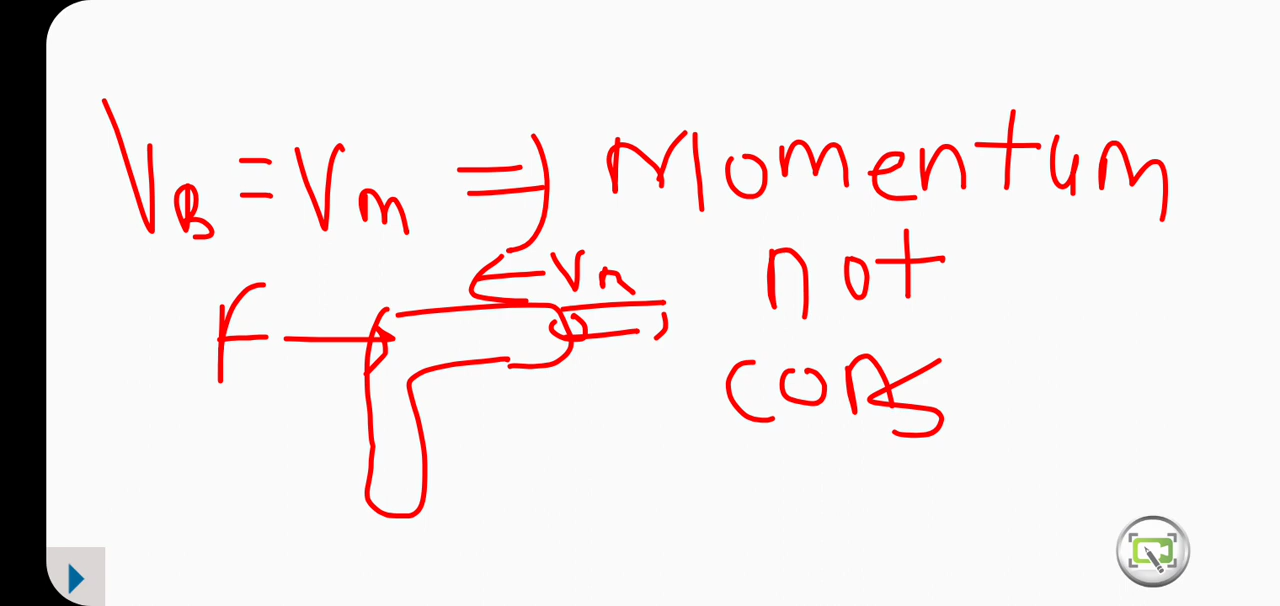 VB = Vm ⇒ Momentum
not
cons
← Vm
F →